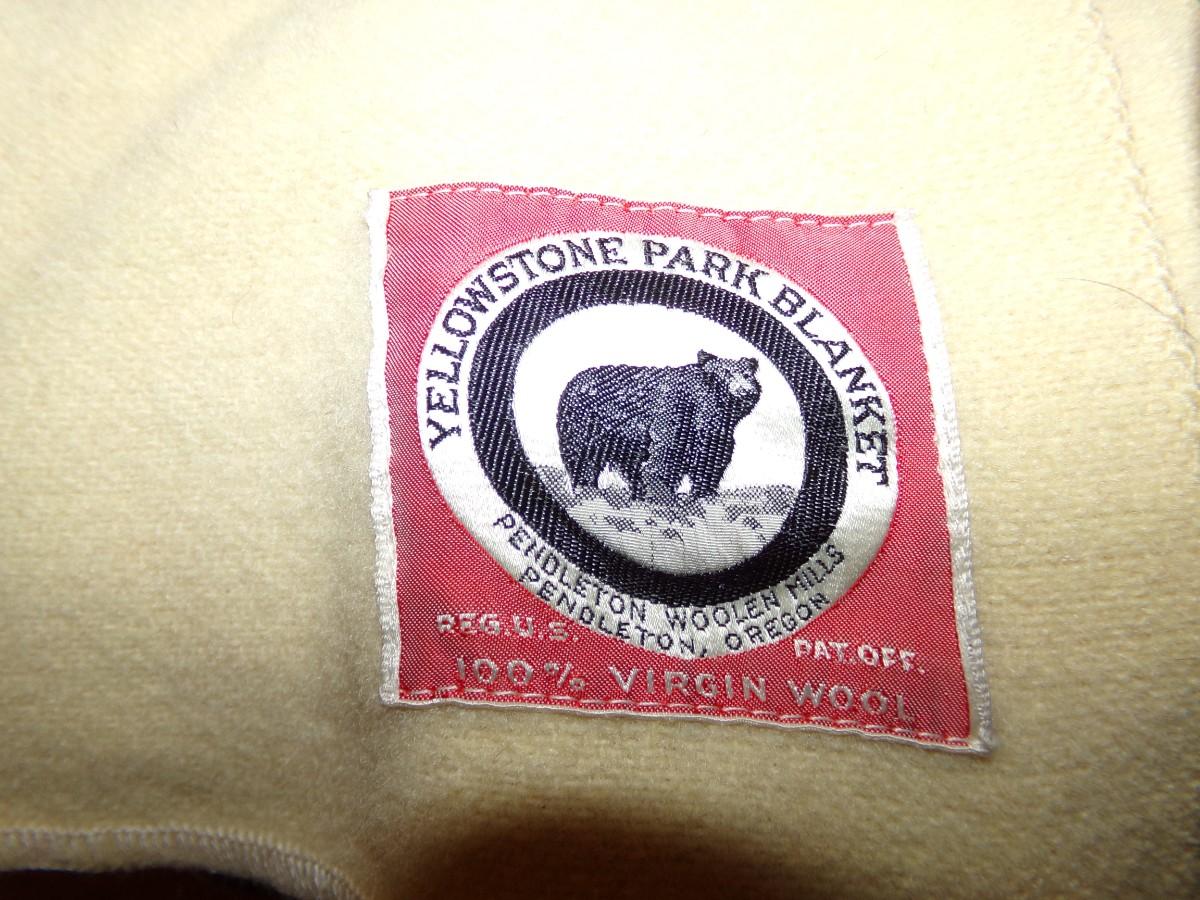 YELLOWSTONE PARK BLANKET
PENDLETON WOOLEN MILLS
PENDLETON, OREGON
REG. U.S. PAT. OFF.
100% VIRGIN WOOL